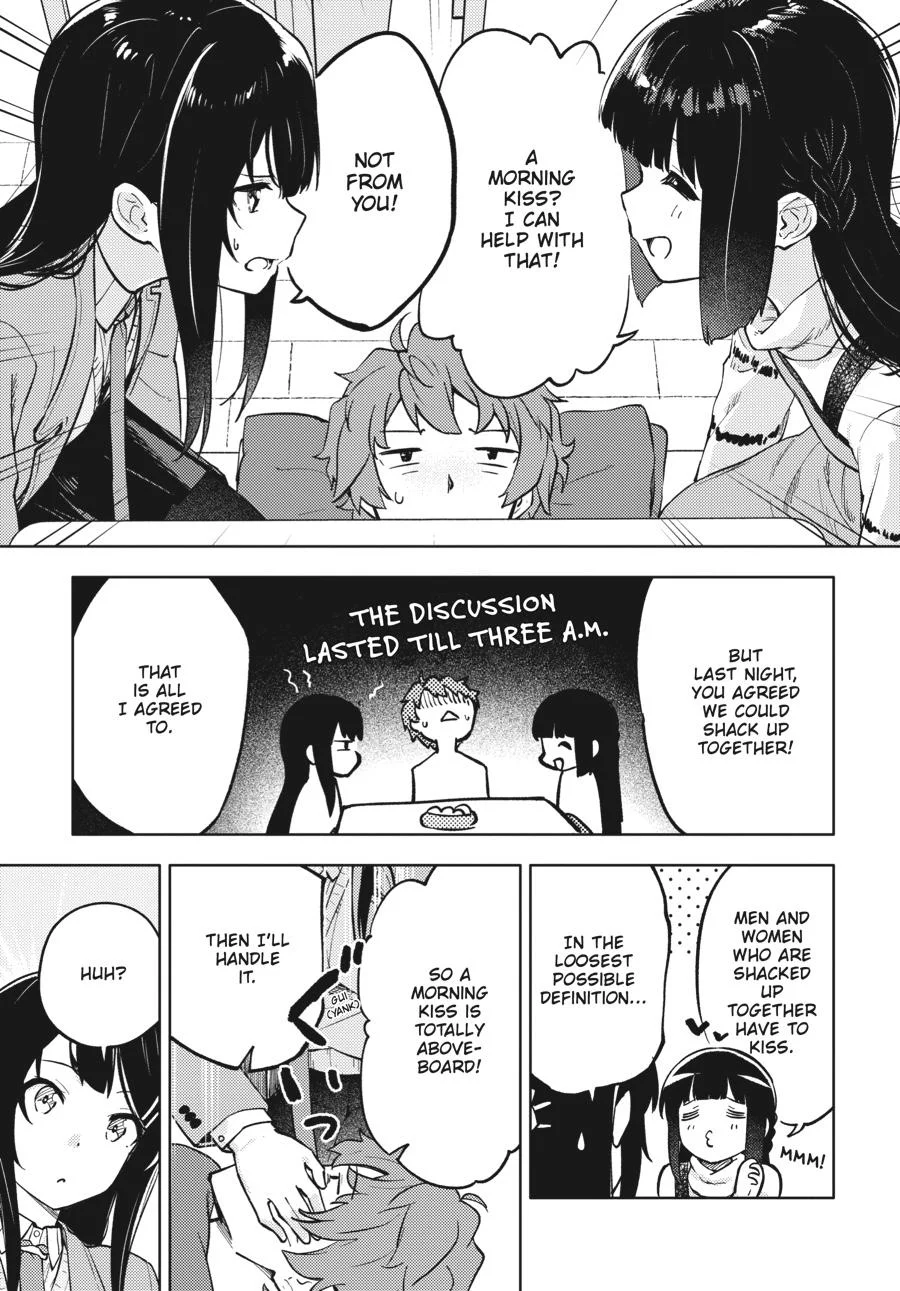 A
MORNING
KISS?
I CAN
HELP WITH
THAT!
NOT
FROM
YOU!
BUT
LAST NIGHT,
YOU AGREED
WE COULD
SHACK UP
TOGETHER!
THE DISCUSSION
LASTED TILL THREE A.M.
THAT
IS ALL
I AGREED
TO.
MEN AND
WOMEN
WHO ARE
SHACKED
UP
TOGETHER
HAVE TO
KISS.
MMM!
IN THE
LOOSEST
POSSIBLE
DEFINITION...
SO A
MORNING
KISS IS
TOTALLY
ABOVE-
BOARD!
GUI
(YANK)
THEN I'LL
HANDLE
IT.
HUH?